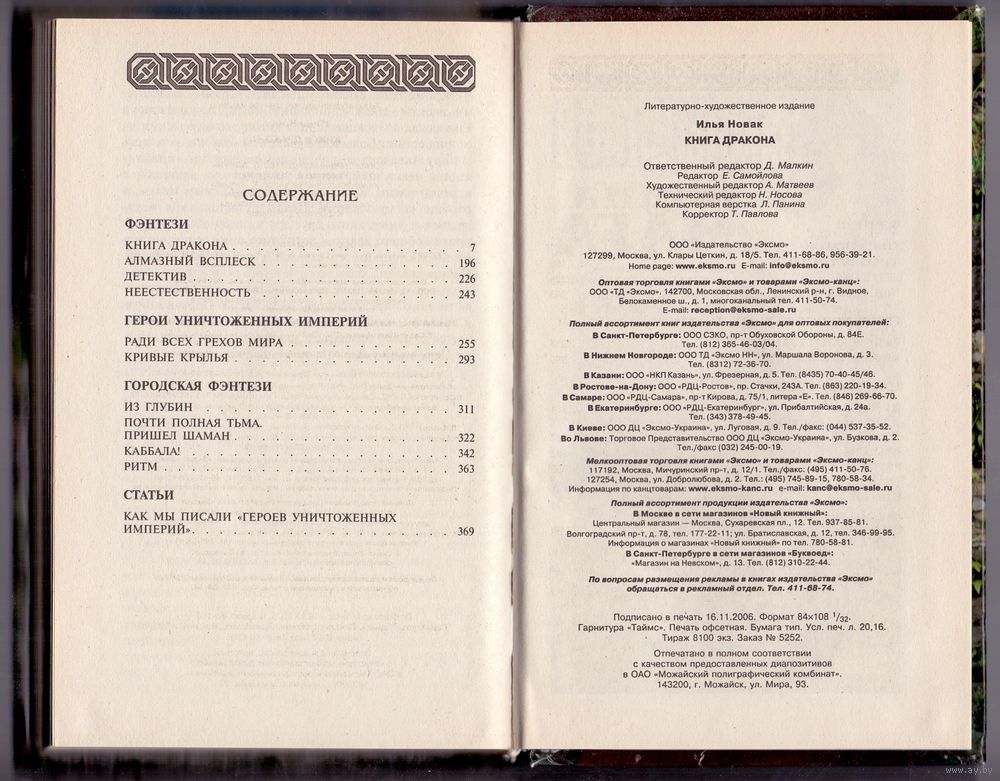 СОДЕРЖАНИЕ
ФЭНТЕЗИ
КНИГА ДРАКОНА . . . . . . . . . . . . . . . . . . . 7
АЛМАЗНЫЙ ВСПЛЕСК . . . . . . . . . . . . . . . . 196
ДЕТЕКТИВ . . . . . . . . . . . . . . . . . . . . . . 226
НЕЕСТЕСТВЕННОСТЬ . . . . . . . . . . . . . . . . 243
ГЕРОИ УНИЧТОЖЕННЫХ ИМПЕРИЙ
РАДИ ВСЕХ ГРЕХОВ МИРА . . . . . . . . . . . . . 255
КРИВЫЕ КРЫЛЬЯ . . . . . . . . . . . . . . . . . . 293
ГОРОДСКАЯ ФЭНТЕЗИ
ИЗ ГЛУБИН . . . . . . . . . . . . . . . . . . . . . 311
ПОЧТИ ПОЛНАЯ ТЬМА.
ПРИШЕЛ ШАМАН . . . . . . . . . . . . . . . . . . 322
КАББАЛА! . . . . . . . . . . . . . . . . . . . . . . 342
РИТМ . . . . . . . . . . . . . . . . . . . . . . . . 363
СТАТЬИ
КАК МЫ ПИСАЛИ «ГЕРОЕВ УНИЧТОЖЕННЫХ
ИМПЕРИЙ» . . . . . . . . . . . . . . . . . . . . . 369
Литературно-художественное издание
Илья Новак
КНИГА ДРАКОНА
Ответственный редактор Д. Малкин
Редактор Е. Самойлова
Художественный редактор А. Матвеев
Технический редактор Н. Носова
Компьютерная верстка Л. Панина
Корректор Т. Павлова
ООО «Издательство «Эксмо»
127299, Москва, ул. Клары Цеткин, д. 18/5. Тел. 411-68-86, 956-39-21.
Home page: www.eksmo.ru E-mail: info@eksmo.ru
Оптовая торговля книгами «Эксмо» и товарами «Эксмо-канц»:
ООО «ТД «Эксмо», 142700, Московская обл., Ленинский р-н, г. Видное,
Белокаменное ш., д. 1, многоканальный тел. 411-50-74.
E-mail: reception@eksmo-sale.ru
Полный ассортимент книг издательства «Эксмо» для оптовых покупателей:
В Санкт-Петербурге: ООО СЗКО, пр-т Обуховской Обороны, д. 84Е.
Тел. (812) 365-46-03/04.
В Нижнем Новгороде: ООО ТД «Эксмо НН», ул. Маршала Воронова, д. 3.
Тел. (8312) 72-36-70.
В Казани: ООО «НКП Казань», ул. Фрезерная, д. 5. Тел. (8435) 70-40-45/46.
В Ростове-на-Дону: ООО «РДЦ-Ростов», пр. Стачки, 243А. Тел. (863) 220-19-34.
В Самаре: ООО «РДЦ-Самара», пр-т Кирова, д. 75/1, литера «Е». Тел. (846) 269-66-70.
В Екатеринбурге: ООО «РДЦ-Екатеринбург», ул. Прибалтийская, д. 24а.
Тел. (343) 378-49-45.
В Киеве: ООО ДЦ «Эксмо-Украина», ул. Луговая, д. 9. Тел./факс: (044) 537-35-52.
Во Львове: Торговое Представительство ООО ДЦ «Эксмо-Украина», ул. Бузкова, д. 2.
Тел./факс (032) 245-00-19.
Мелкооптовая торговля книгами «Эксмо» и товарами «Эксмо-канц»:
117192, Москва, Мичуринский пр-т, д. 12/1. Тел./факс: (495) 411-50-76.
127254, Москва, ул. Добролюбова, д. 2. Тел.: (495) 745-89-15, 780-58-34.
Информация по канцтоварам: www.eksmo-kanc.ru e-mail: kanc@eksmo-sale.ru
Полный ассортимент продукции издательства «Эксмо»:
В Москве в сети магазинов «Новый книжный»:
Центральный магазин — Москва, Сухаревская пл., 12. Тел. 937-85-81.
Волгоградский пр-т, д. 78, тел. 177-22-11; ул. Братиславская, д. 12, тел. 346-99-95.
Информация о магазинах «Новый книжный» по тел. 780-58-81.
В Санкт-Петербурге в сети магазинов «Буквоед»:
«Магазин на Невском», д. 13. Тел. (812) 310-22-44.
По вопросам размещения рекламы в книгах издательства «Эксмо»
обращаться в рекламный отдел. Тел. 411-68-74.
Подписано в печать 16.11.2006. Формат 84×108 1/32.
Гарнитура «Таймс». Печать офсетная. Бумага тип. Усл. печ. л. 20,16.
Тираж 8100 экз. Заказ № 5252.
Отпечатано в полном соответствии
с качеством предоставленных диапозитивов
в ОАО «Можайский полиграфический комбинат».
143200, г. Можайск, ул. Мира, 93.
www.ay.by